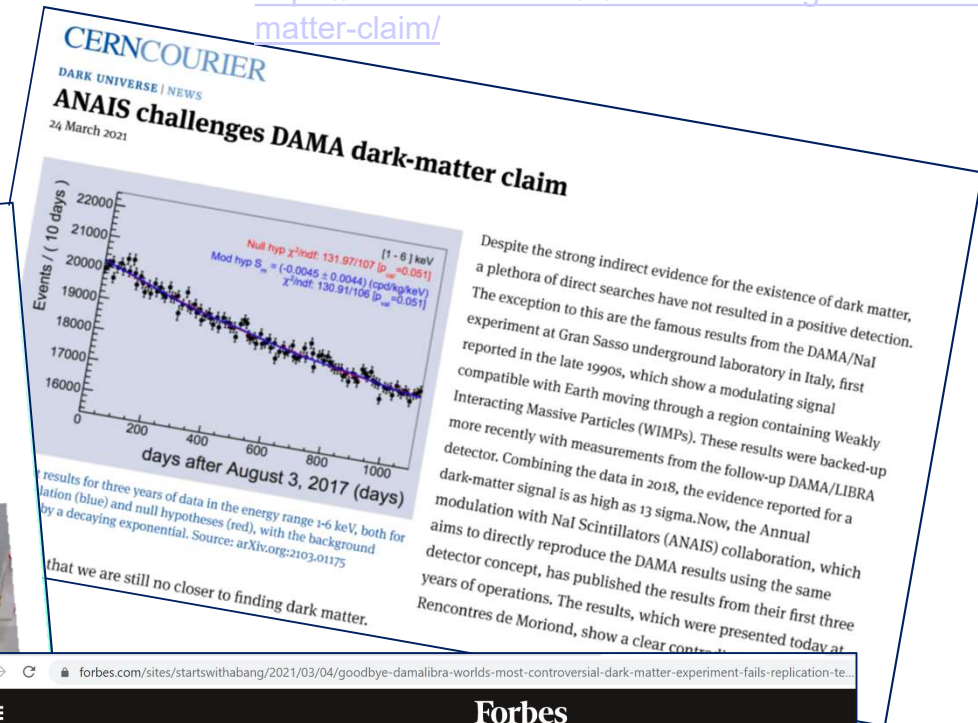 matter-claim/
CERNCOURIER
DARK UNIVERSE | NEWS
ANAIS challenges DAMA dark-matter claim
24 March 2021
Events / ( 10 days )
22000
21000
20000
19000
18000
17000
16000
0
200
400
600
800
1000
days after August 3, 2017 (days)
[1 - 6 ] keV
Null hyp χ²/ndf: 131.97/107 [p_val=0.051]
Mod hyp S_m = (-0.0045 ± 0.0044) (cpd/kg/keV)
χ²/ndf: 130.91/106 [p_val=0.051]
results for three years of data in the energy range 1-6 keV, both for
(blue) and null hypotheses (red), with the background
by a decaying exponential. Source: arXiv.org:2103.01175
that we are still no closer to finding dark matter.
Despite the strong indirect evidence for the existence of dark matter,
a plethora of direct searches have not resulted in a positive detection.
The exception to this are the famous results from the DAMA/NaI
experiment at Gran Sasso underground laboratory in Italy, first
reported in the late 1990s, which show a modulating signal
compatible with Earth moving through a region containing Weakly
Interacting Massive Particles (WIMPs). These results were backed-up
more recently with measurements from the follow-up DAMA/LIBRA
detector. Combining the data in 2018, the evidence reported for a
dark-matter signal is as high as 13 sigma.Now, the Annual
modulation with NaI Scintillators (ANAIS) collaboration, which
aims to directly reproduce the DAMA results using the same
detector concept, has published the results from their first three
years of operations. The results, which were presented today at
Rencontres de Moriond, show a clear
forbes.com/sites/startswithabang/2021/03/04/goodbye-damalibra-worlds-most-controversial-dark-matter-experiment-fails-replication-te...
Forbes